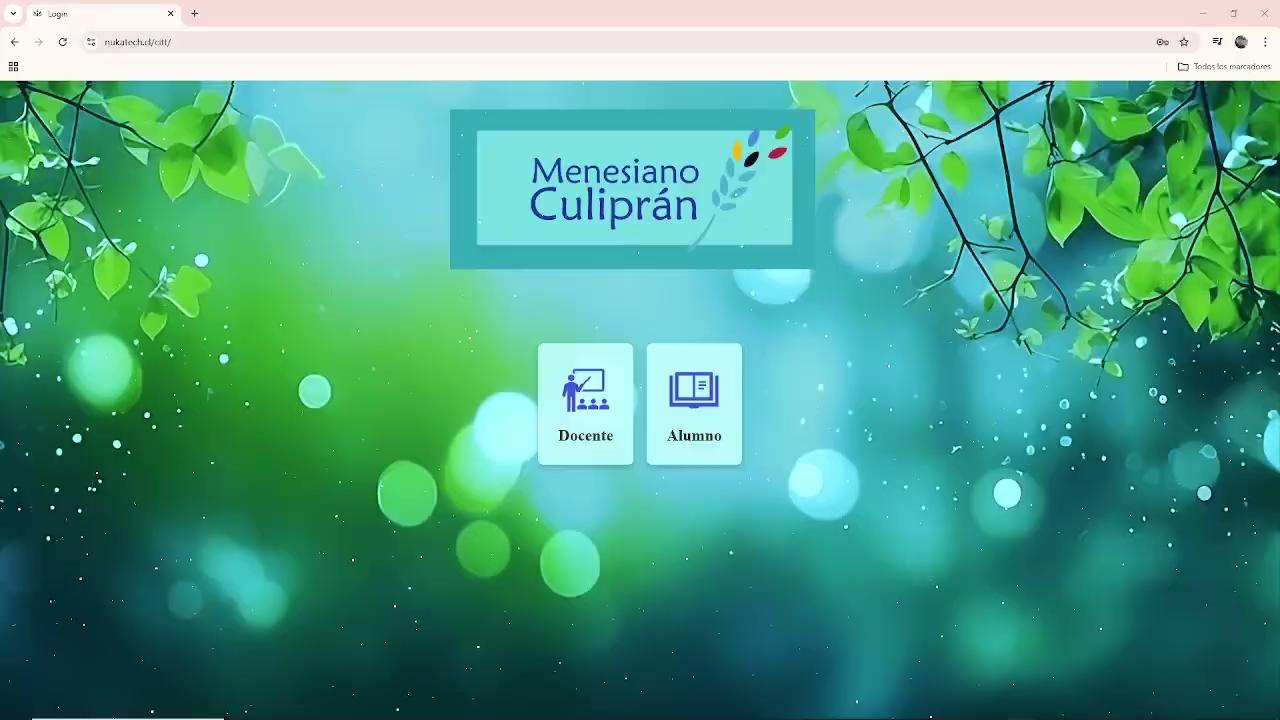 Login
nukatech.cl/citt/
Todos los marcadores
Menesiano
Culiprán
Docente
Alumno